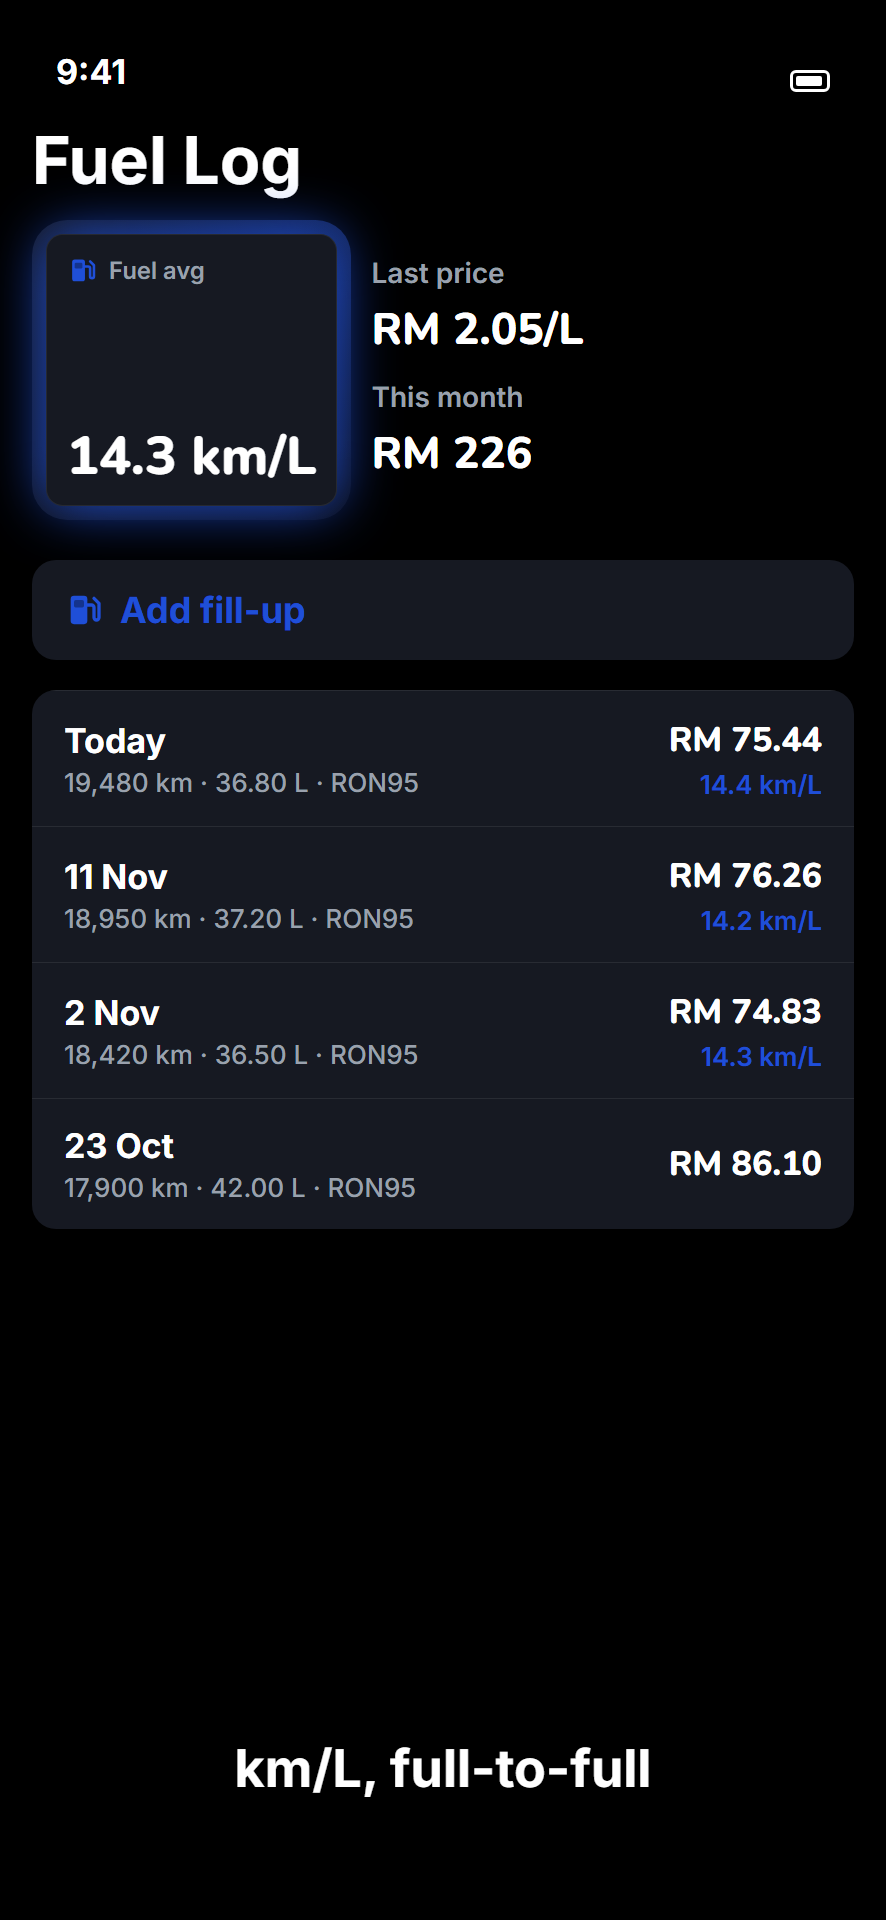 9:41
Fuel Log
Fuel avg
14.3 km/L
Last price
RM 2.05/L
This month
RM 226
Add fill-up
Today
19,480 km · 36.80 L · RON95
RM 75.44
14.4 km/L
11 Nov
18,950 km · 37.20 L · RON95
RM 76.26
14.2 km/L
2 Nov
18,420 km · 36.50 L · RON95
RM 74.83
14.3 km/L
23 Oct
17,900 km · 42.00 L · RON95
RM 86.10
km/L, full-to-full